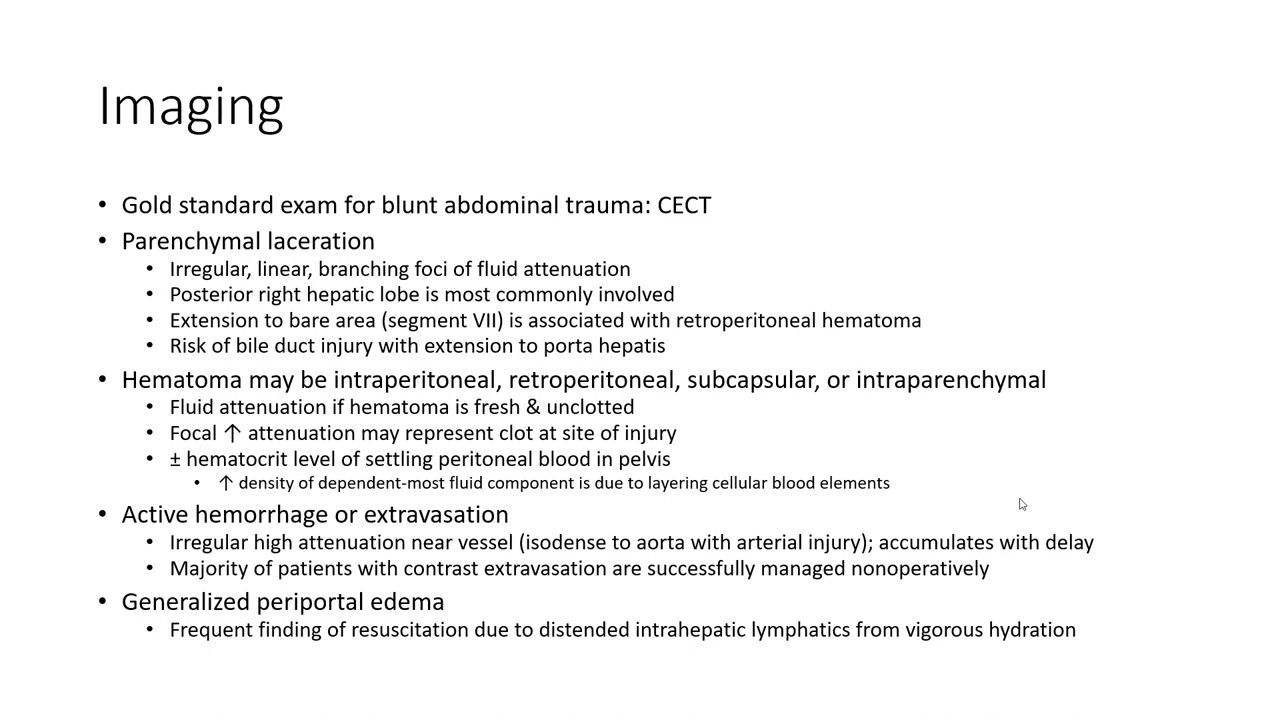 Imaging
• Gold standard exam for blunt abdominal trauma: CECT
• Parenchymal laceration
• Irregular, linear, branching foci of fluid attenuation
• Posterior right hepatic lobe is most commonly involved
• Extension to bare area (segment VII) is associated with retroperitoneal hematoma
• Risk of bile duct injury with extension to porta hepatis
• Hematoma may be intraperitoneal, retroperitoneal, subcapsular, or intraparenchymal
• Fluid attenuation if hematoma is fresh & unclotted
• Focal ↑ attenuation may represent clot at site of injury
• ± hematocrit level of settling peritoneal blood in pelvis
• ↑ density of dependent-most fluid component is due to layering cellular blood elements
• Active hemorrhage or extravasation
• Irregular high attenuation near vessel (isodense to aorta with arterial injury); accumulates with delay
• Majority of patients with contrast extravasation are successfully managed nonoperatively
• Generalized periportal edema
• Frequent finding of resuscitation due to distended intrahepatic lymphatics from vigorous hydration